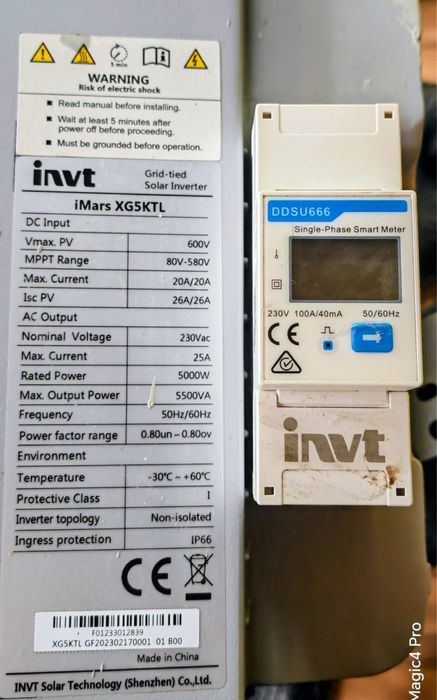 5 min
WARNING
Risk of electric shock
■ Read manual before installing.
■ Wait at least 5 minutes after
power off before proceeding.
■ Must be grounded before operation.
invt Grid-tied
Solar Inverter
iMars XG5KTL
DC Input
Vmax. PV 600V
MPPT Range 80V-580V
Max. Current 20A/20A
Isc PV 26A/26A
AC Output
Nominal Voltage 230Vac
Max. Current 25A
Rated Power 5000W
Max. Output Power 5500VA
Frequency 50Hz/60Hz
Power factor range 0.80un~0.80ov
Environment
Temperature -30℃ ~ +60℃
Protective Class I
Inverter topology Non-isolated
Ingress protection IP66
CE
F01233012839
XG5KTL GF202302170001 01 B00
Made in China
INVT Solar Technology (Shenzhen) Co.,Ltd.
DDSU666
Single-Phase Smart Meter
230V 100A/40mA 50/60Hz
CE
invt
Magic4 Pro